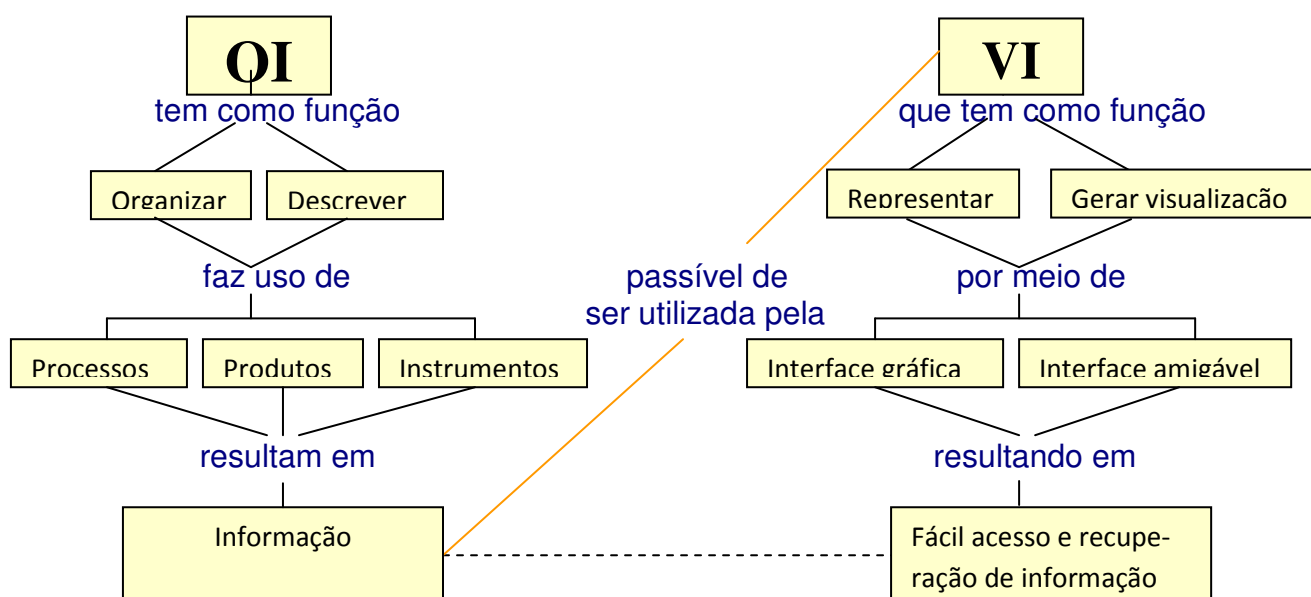 OI
tem como função
Organizar
Descrever
faz uso de
Processos
Produtos
Instrumentos
resultam em
Informação
passível de
ser utilizada pela
VI
que tem como função
Representar
Gerar visualização
por meio de
Interface gráfica
Interface amigável
resultando em
Fácil acesso e recupe-
ração de informação